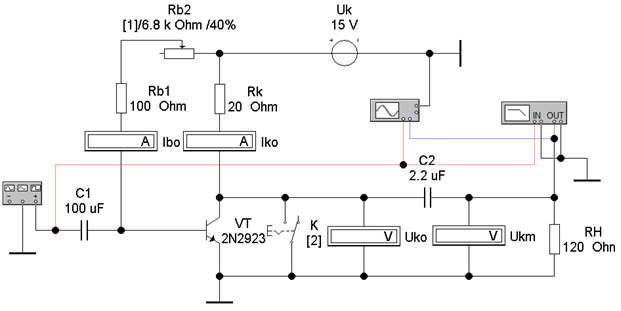 Rb2
[1]/6.8 k Ohm /40%
Uk
15 V
- +
Rb1
100 Ohm
Rk
20 Ohm
A Ibo
A Iko
IN OUT
- +
C1
100 uF
C2
2.2 uF
VT
2N2923
K
[2]
V Uko
V Ukm
RH
120 Ohn